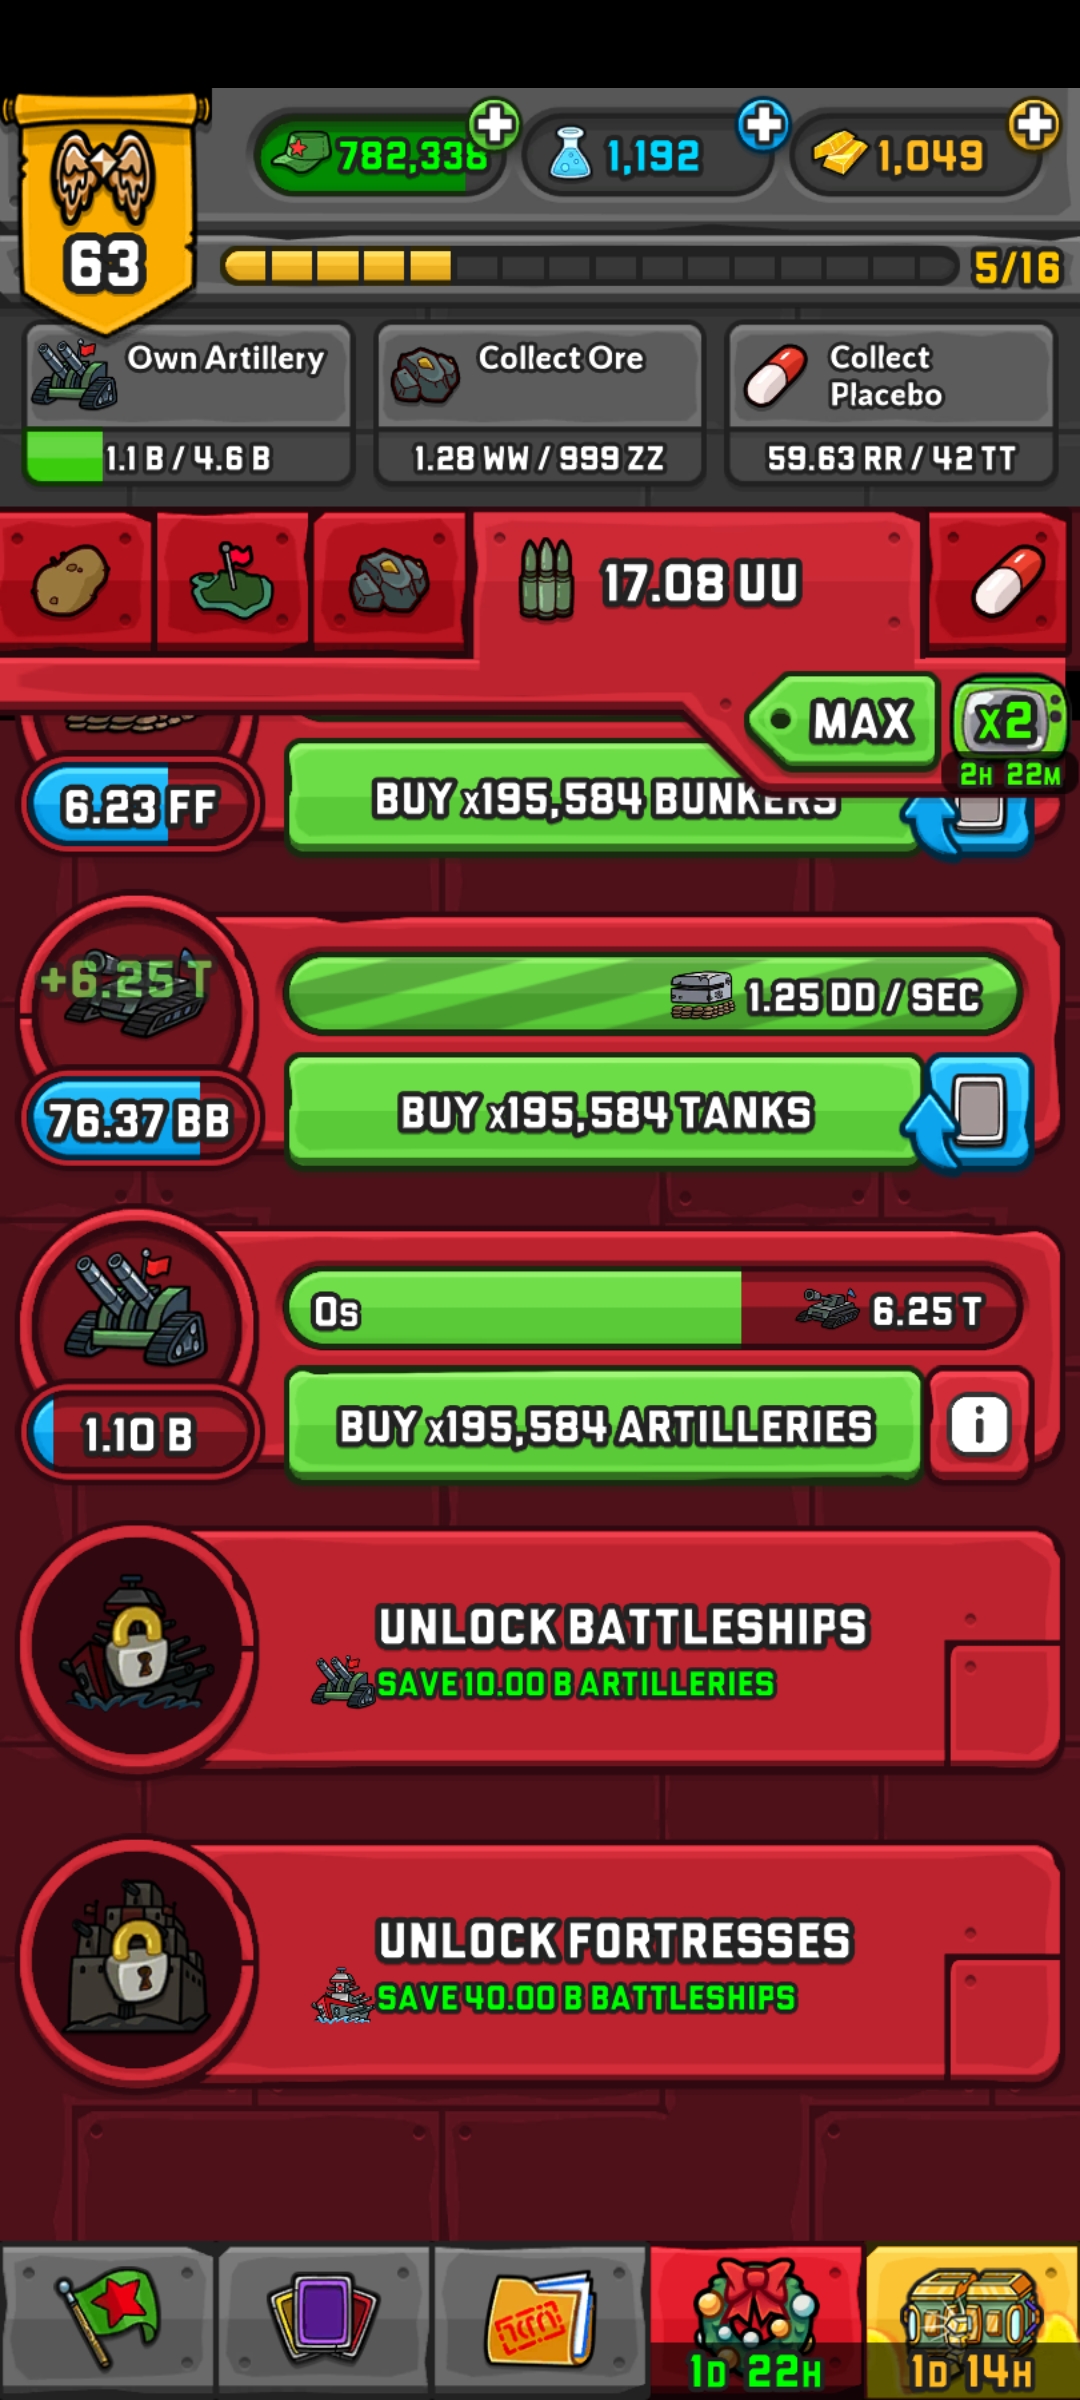 63
782,338
1,192
1,049
5/16
Own Artillery
1.1 B / 4.6 B
Collect Ore
1.28 WW / 999 ZZ
Collect
Placebo
59.63 RR / 42 TT
17.08 UU
MAX
x2
2H 22M
6.23 FF
BUY x195,584 BUNKERS
+6.25 T
1.25 DD / SEC
76.37 BB
BUY x195,584 TANKS
0s
6.25 T
1.10 B
BUY x195,584 ARTILLERIES
i
UNLOCK BATTLESHIPS
SAVE 10.00 B ARTILLERIES
UNLOCK FORTRESSES
SAVE 40.00 B BATTLESHIPS
1D 22H
1D 14H